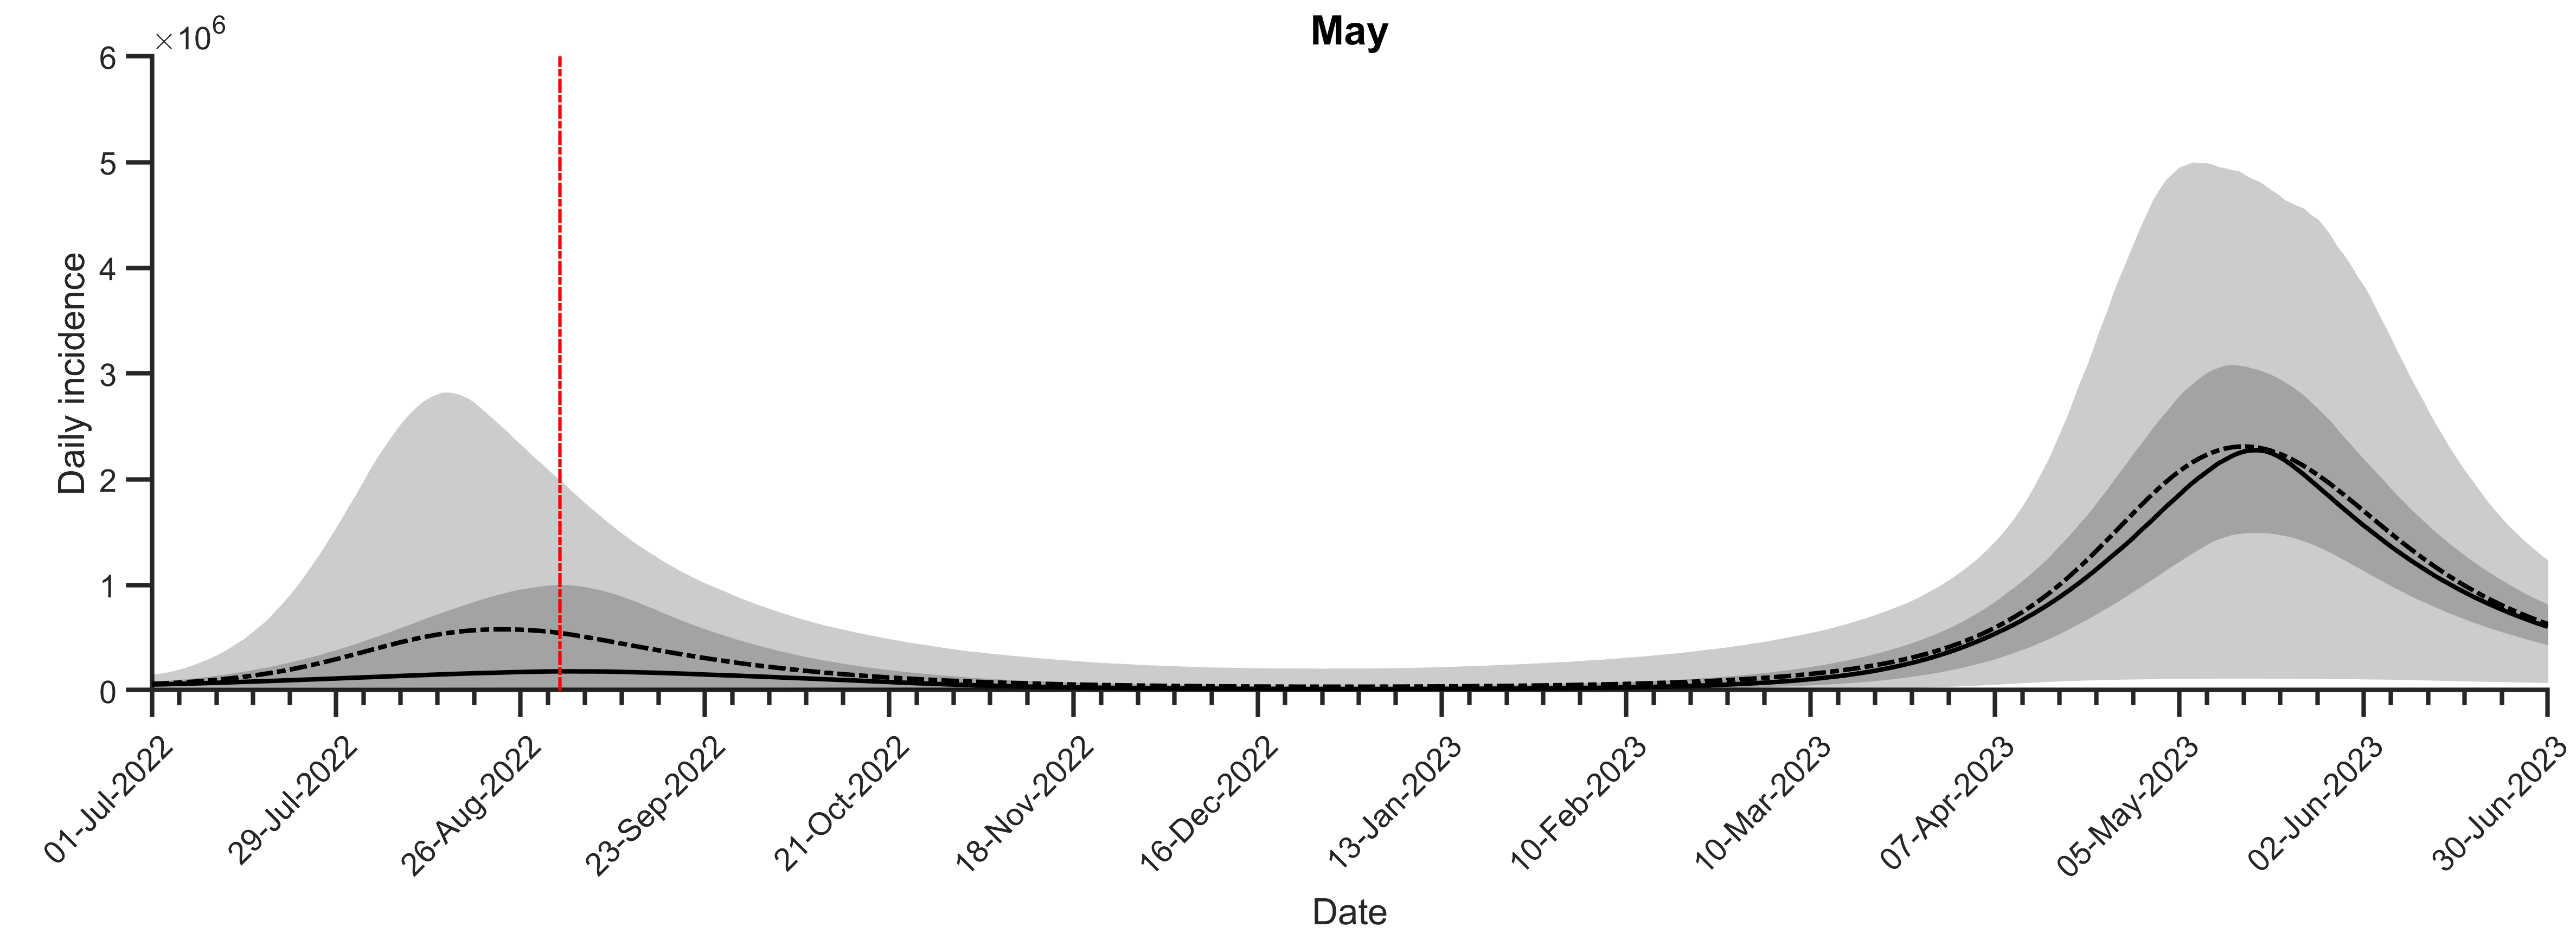 May
×10⁶
6
5
4
3
2
1
0
Daily incidence
01-Jul-2022
29-Jul-2022
26-Aug-2022
23-Sep-2022
21-Oct-2022
18-Nov-2022
16-Dec-2022
13-Jan-2023
10-Feb-2023
10-Mar-2023
07-Apr-2023
05-May-2023
02-Jun-2023
30-Jun-2023
Date